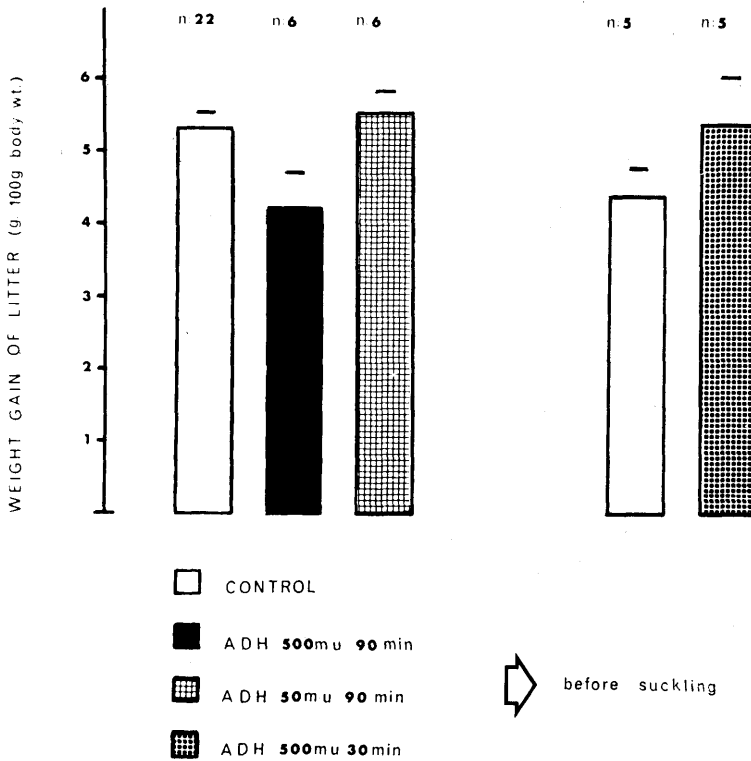 n:22 n:6 n:6 n:5 n:5
WEIGHT GAIN OF LITTER (g. 100g body wt.)
6
5
4
3
2
1
CONTROL
ADH 500mu 90 min
ADH 50mu 90 min
before suckling
ADH 500mu 30min